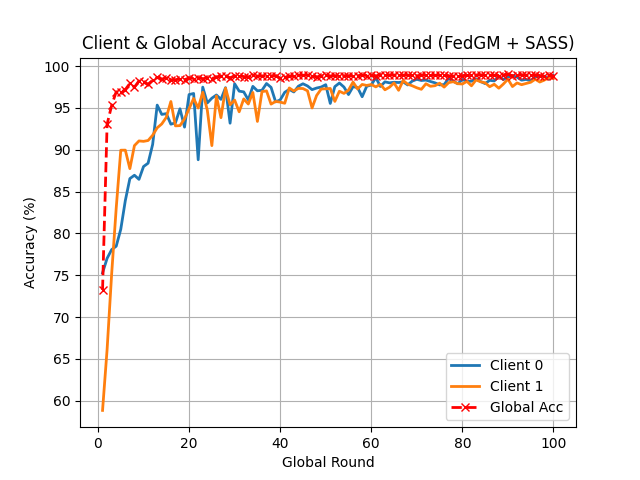 Client & Global Accuracy vs. Global Round (FedGM + SASS)
100
95
90
85
80
75
70
65
60
Accuracy (%)
0 20 40 60 80 100
Global Round
Client 0
Client 1
Global Acc